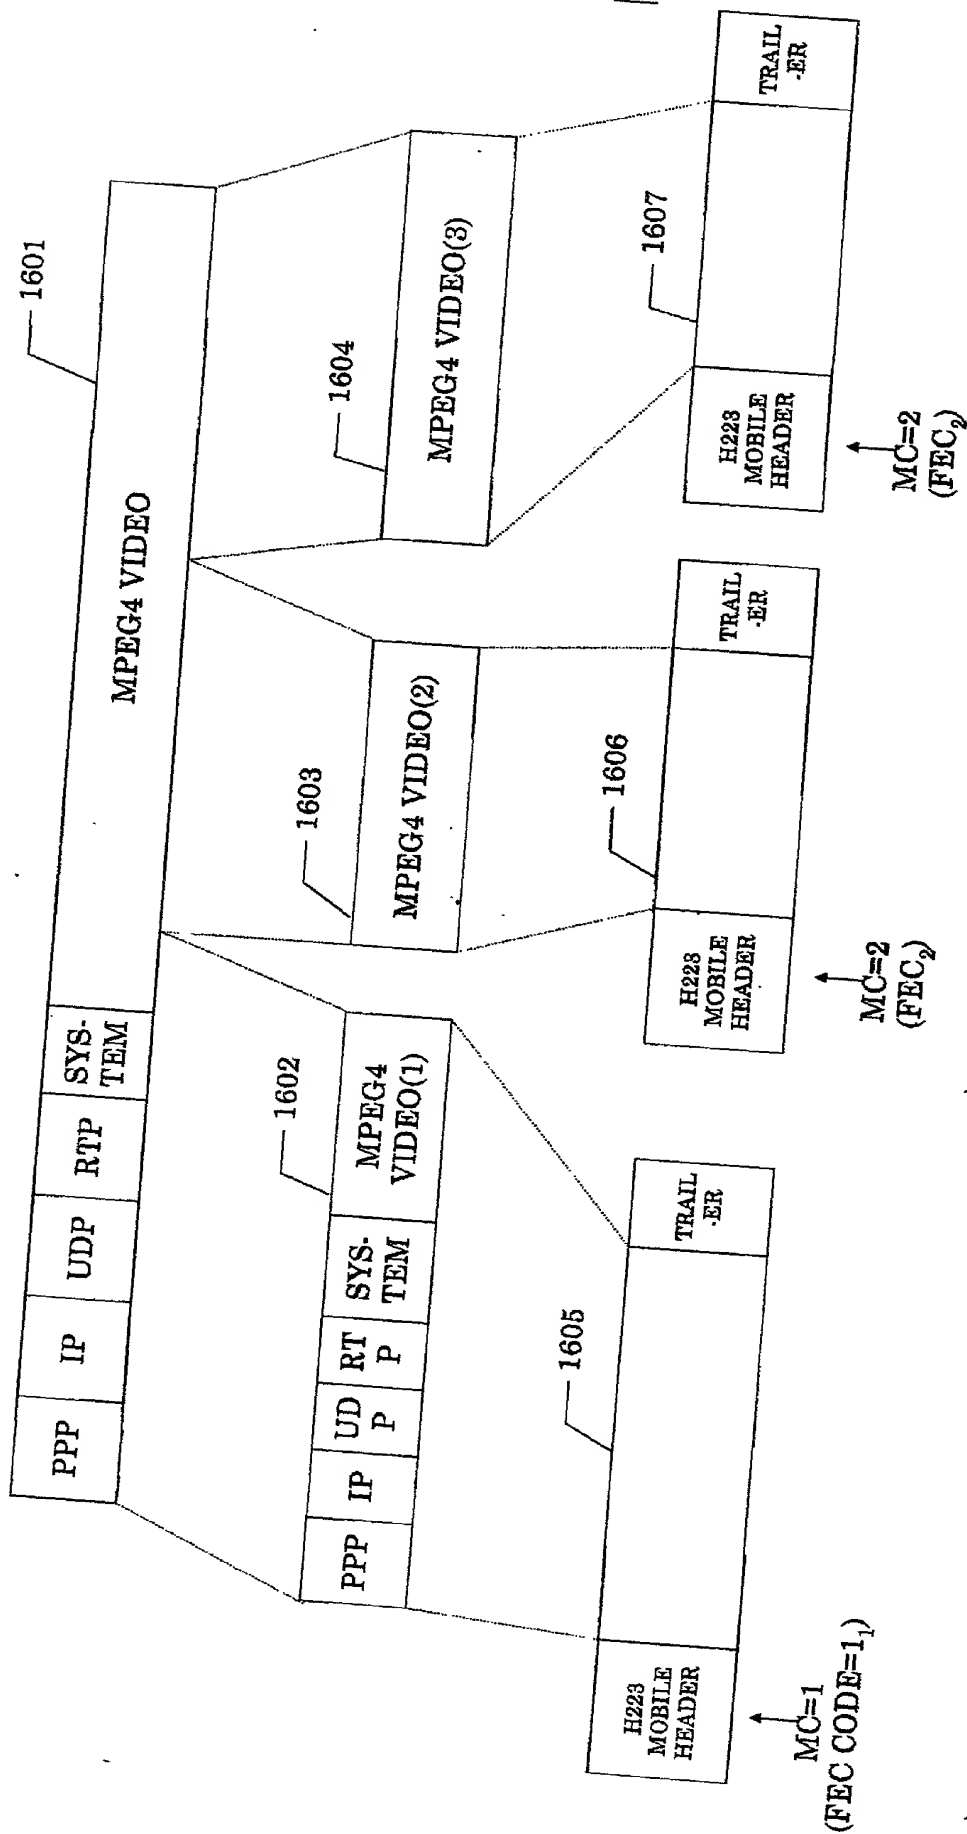 1601
PPP
IP
UDP
RTP
SYS-
TEM
MPEG4 VIDEO
1602
PPP
IP
UD
P
RT
P
SYS-
TEM
MPEG4
VIDEO(1)
1603
MPEG4 VIDEO(2)
1604
MPEG4 VIDEO(3)
1605
H223
MOBILE
HEADER
TRAIL
-ER
MC=1
(FEC CODE=1₁)
1606
H223
MOBILE
HEADER
TRAIL
-ER
MC=2
(FEC₂)
1607
H223
MOBILE
HEADER
TRAIL
-ER
MC=2
(FEC₂)